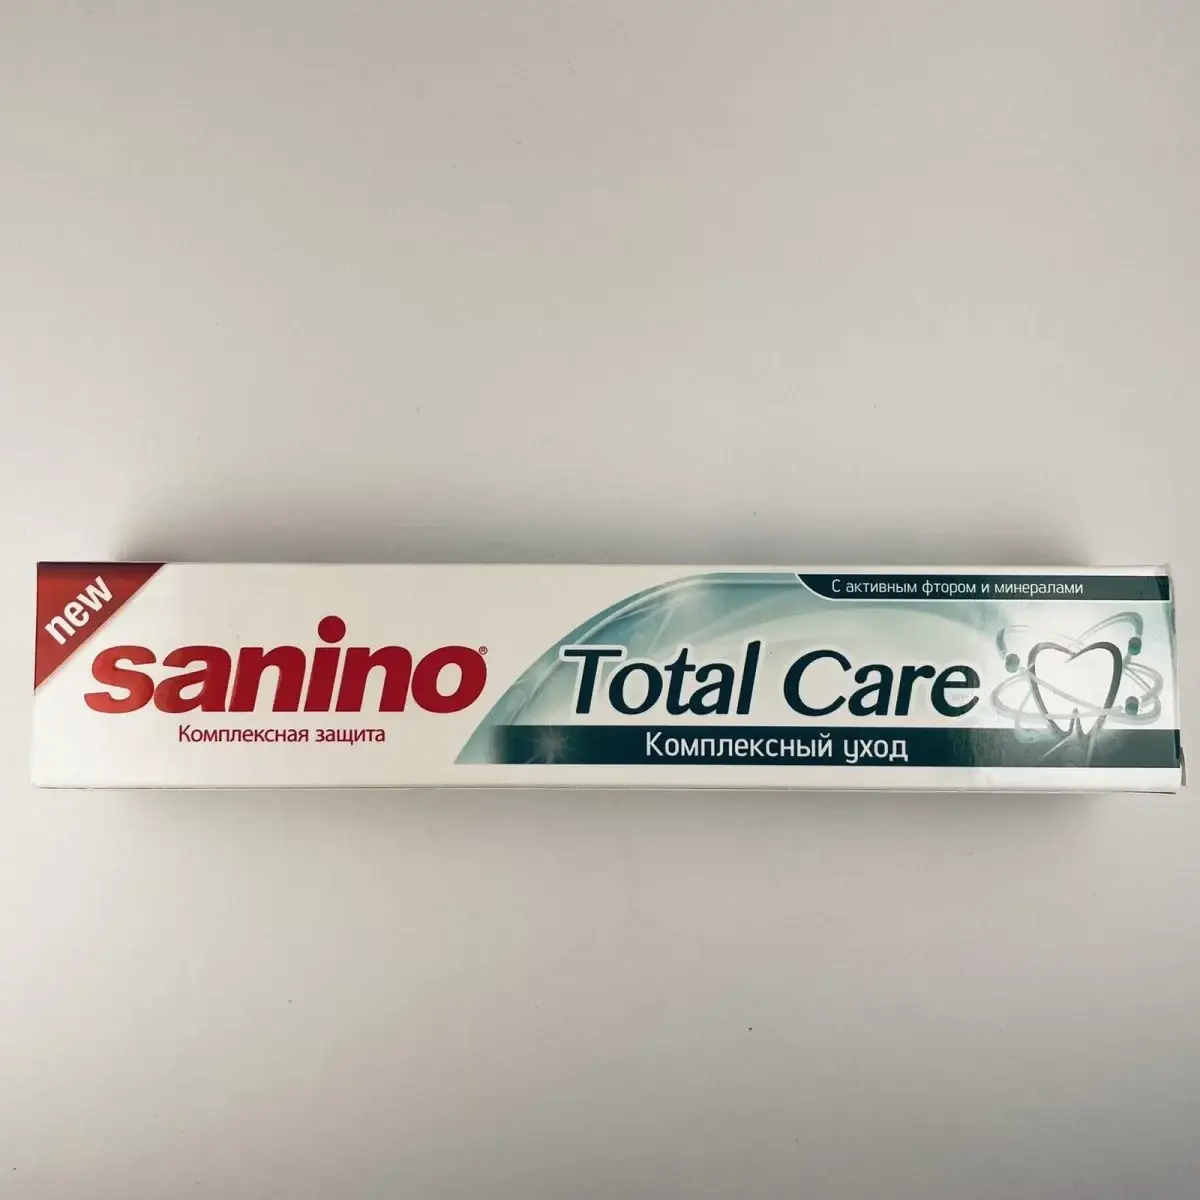 new
sanino®
Комплексная защита
С активным фтором и минералами
Total Care
Комплексный уход